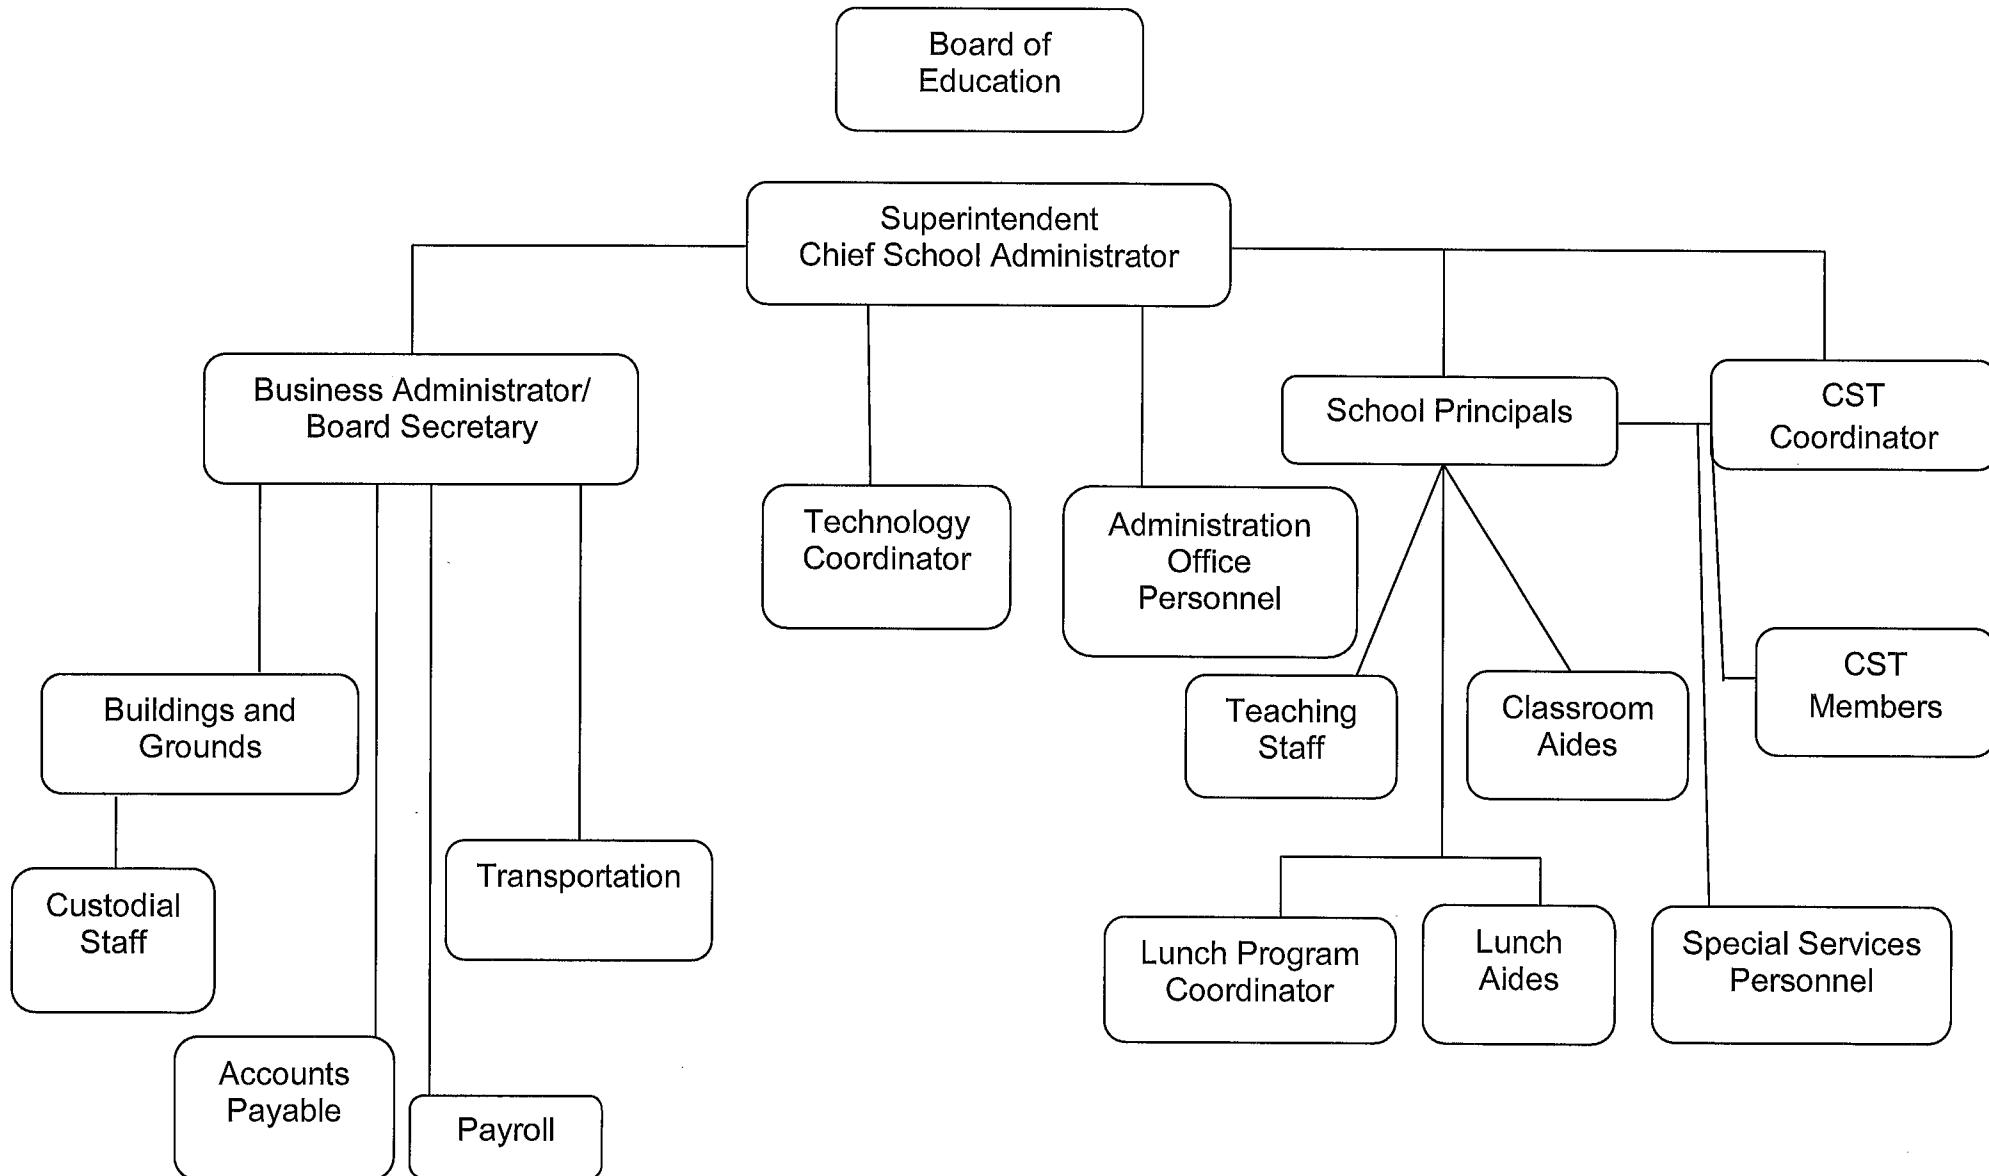 Board of
Education
Superintendent
Chief School Administrator
Business Administrator/
Board Secretary
School Principals
CST
Coordinator
Technology
Coordinator
Administration
Office
Personnel
Buildings and
Grounds
Teaching
Staff
Classroom
Aides
CST
Members
Custodial
Staff
Transportation
Lunch Program
Coordinator
Lunch
Aides
Special Services
Personnel
Accounts
Payable
Payroll